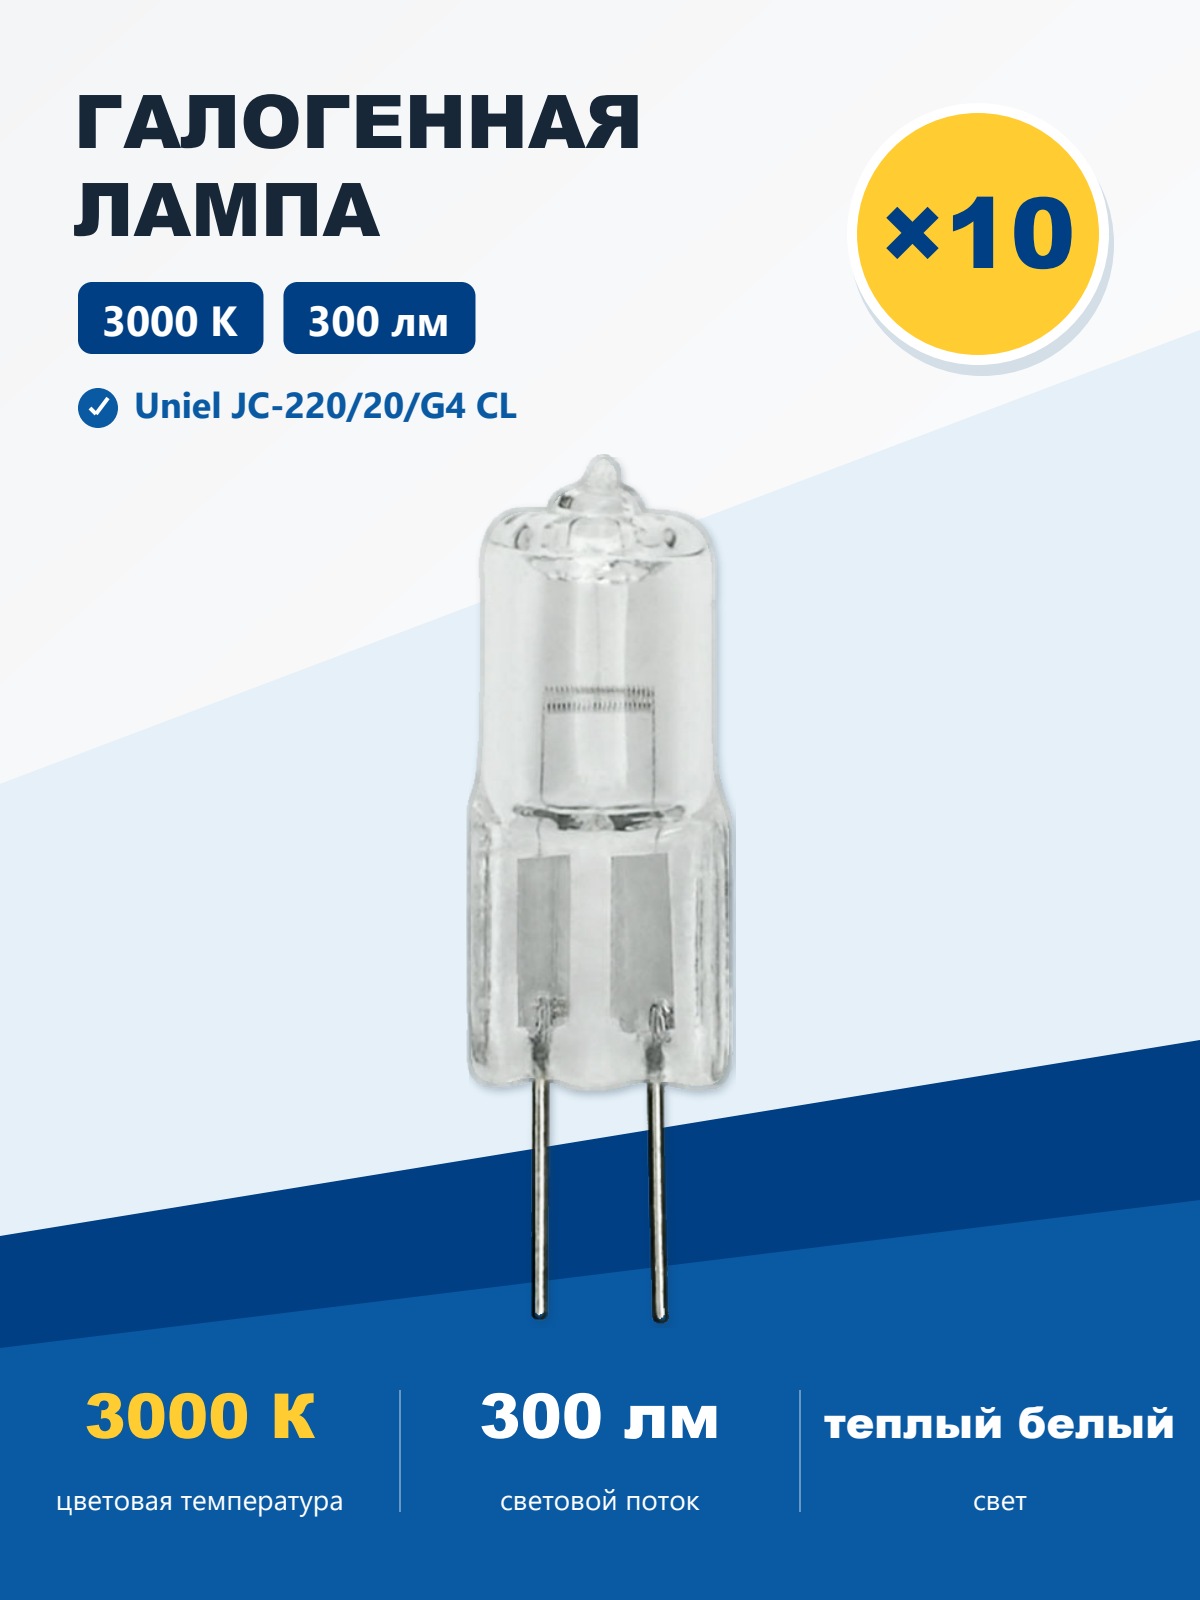 ГАЛОГЕННАЯ
ЛАМПА
×10
3000 К
300 лм
Uniel JC-220/20/G4 CL
3000 К
300 лм
теплый белый
цветовая температура
световой поток
свет